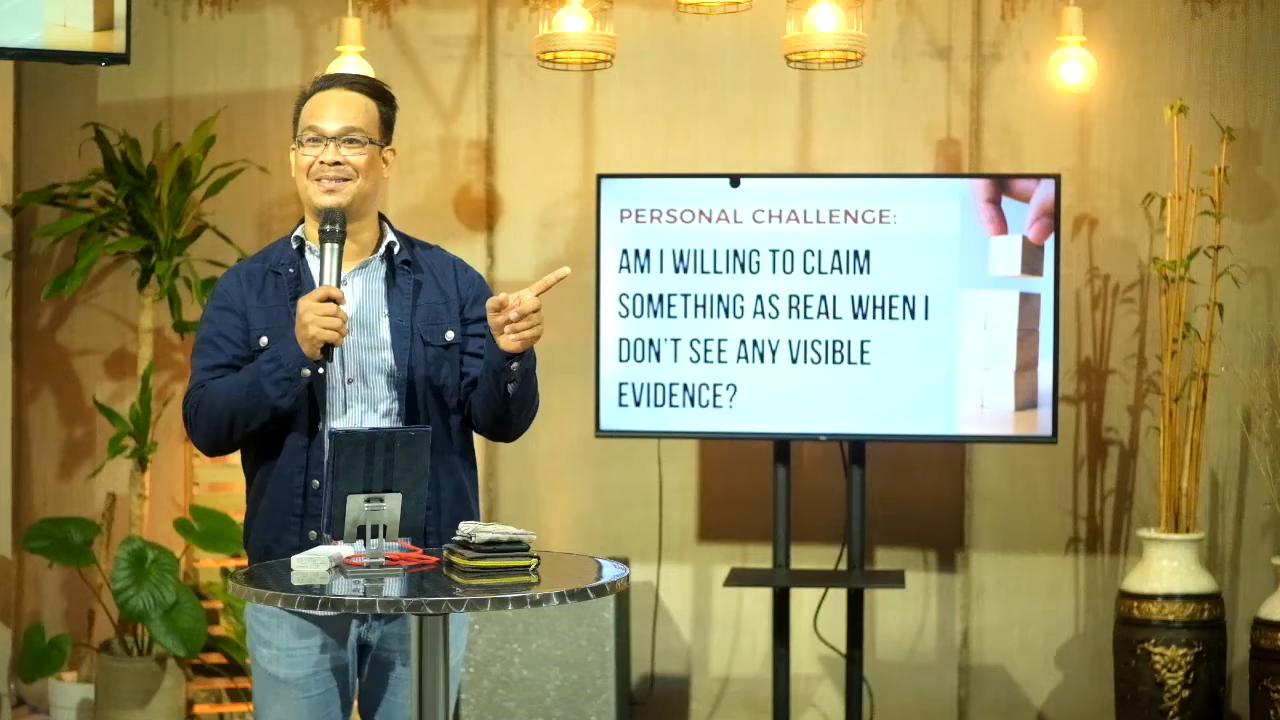 PERSONAL CHALLENGE:
AM I WILLING TO CLAIM
SOMETHING AS REAL WHEN I
DON'T SEE ANY VISIBLE
EVIDENCE?